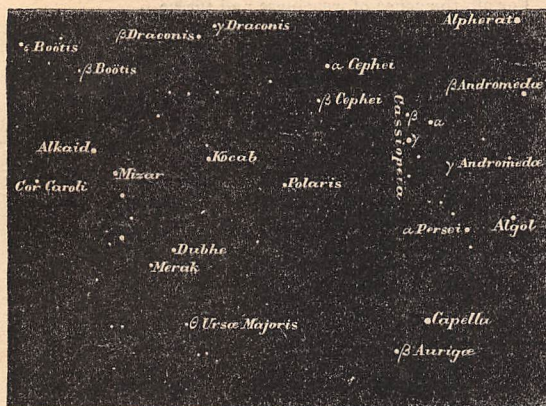 γ Draconis
Alpherat
β Draconis
ε Boötis
β Boötis
α Cephei
β Andromedæ
β Cephei
Cassiopera
β
α
γ
Alkaid
Kocab
γ Andromedæ
Mizar
Cor Caroli
Polaris
α Persei
Algol
Dubhe
Merak
θ Ursæ Majoris
Capella
β Aurigæ